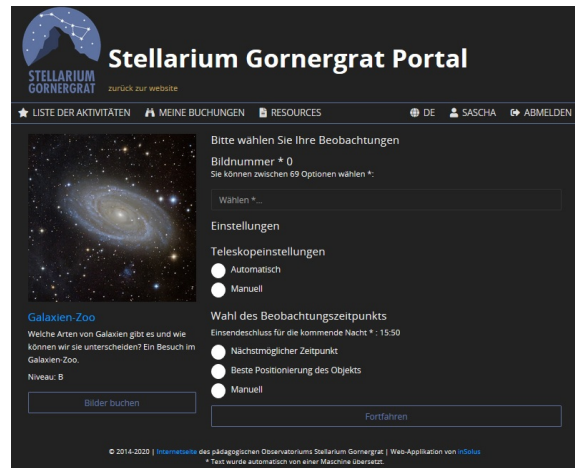 STELLARIUM
GORNERGRAT
Stellarium Gornergrat Portal
zurück zur website
LISTE DER AKTIVITÄTEN MEINE BUCHUNGEN RESOURCES DE SASCHA ABMELDEN
Galaxien-Zoo
Welche Arten von Galaxien gibt es und wie
können wir sie unterscheiden? Ein Besuch im
Galaxien-Zoo.
Niveau: B
Bilder buchen
Bitte wählen Sie Ihre Beobachtungen
Bildnummer * 0
Sie können zwischen 69 Optionen wählen *:
Wählen *...
Einstellungen
Teleskopeinstellungen
Automatisch
Manuell
Wahl des Beobachtungszeitpunkts
Einsendeschluss für die kommende Nacht * : 15:50
Nächstmöglicher Zeitpunkt
Beste Positionierung des Objekts
Manuell
Fortfahren
© 2014-2020 | Internetseite des pädagogischen Observatoriums Stellarium Gornergrat | Web-Applikation von inSolus
* Text wurde automatisch von einer Maschine übersetzt.